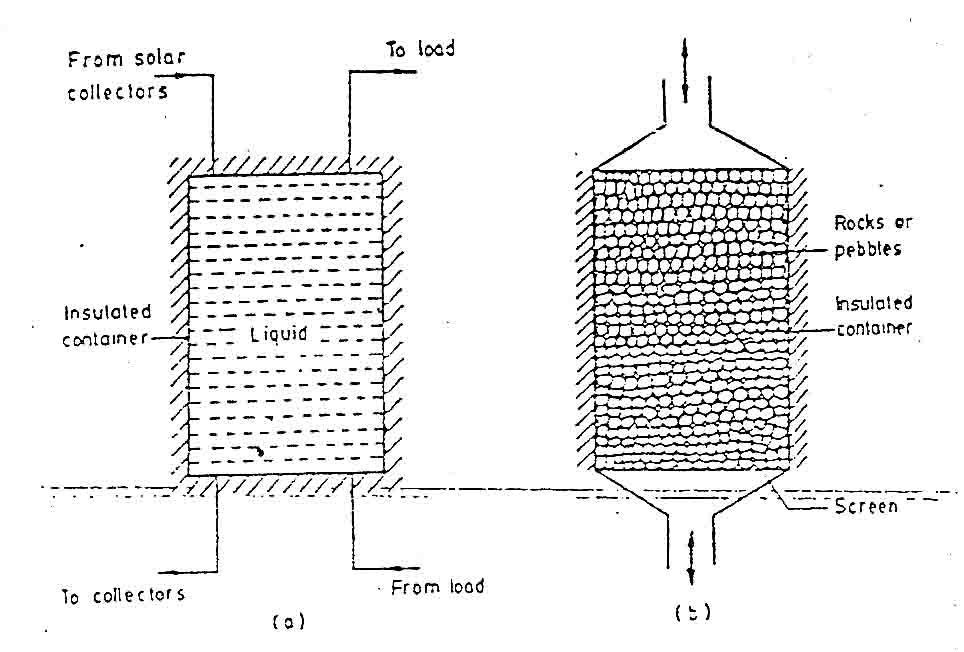 From solar
collectors
To load
Insulated
container
Liquid
To collectors
From load
(a)
Rocks or
pebbles
Insulated
container
Screen
(b)